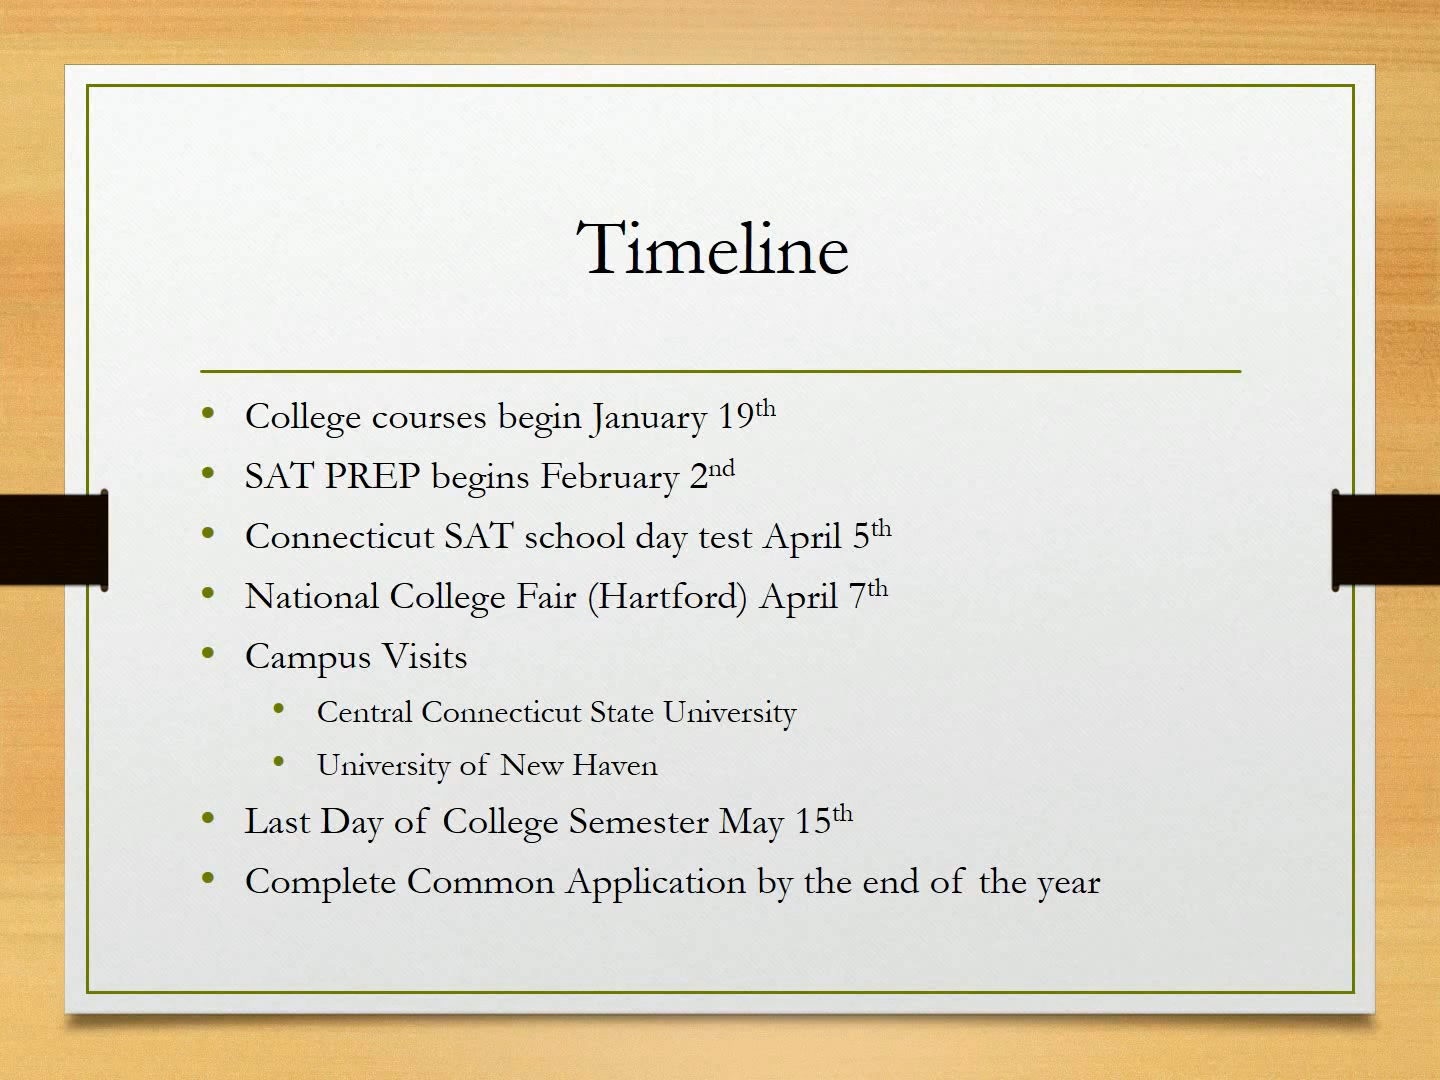 Timeline
• College courses begin January 19th
• SAT PREP begins February 2nd
• Connecticut SAT school day test April 5th
• National College Fair (Hartford) April 7th
• Campus Visits
• Central Connecticut State University
• University of New Haven
• Last Day of College Semester May 15th
• Complete Common Application by the end of the year